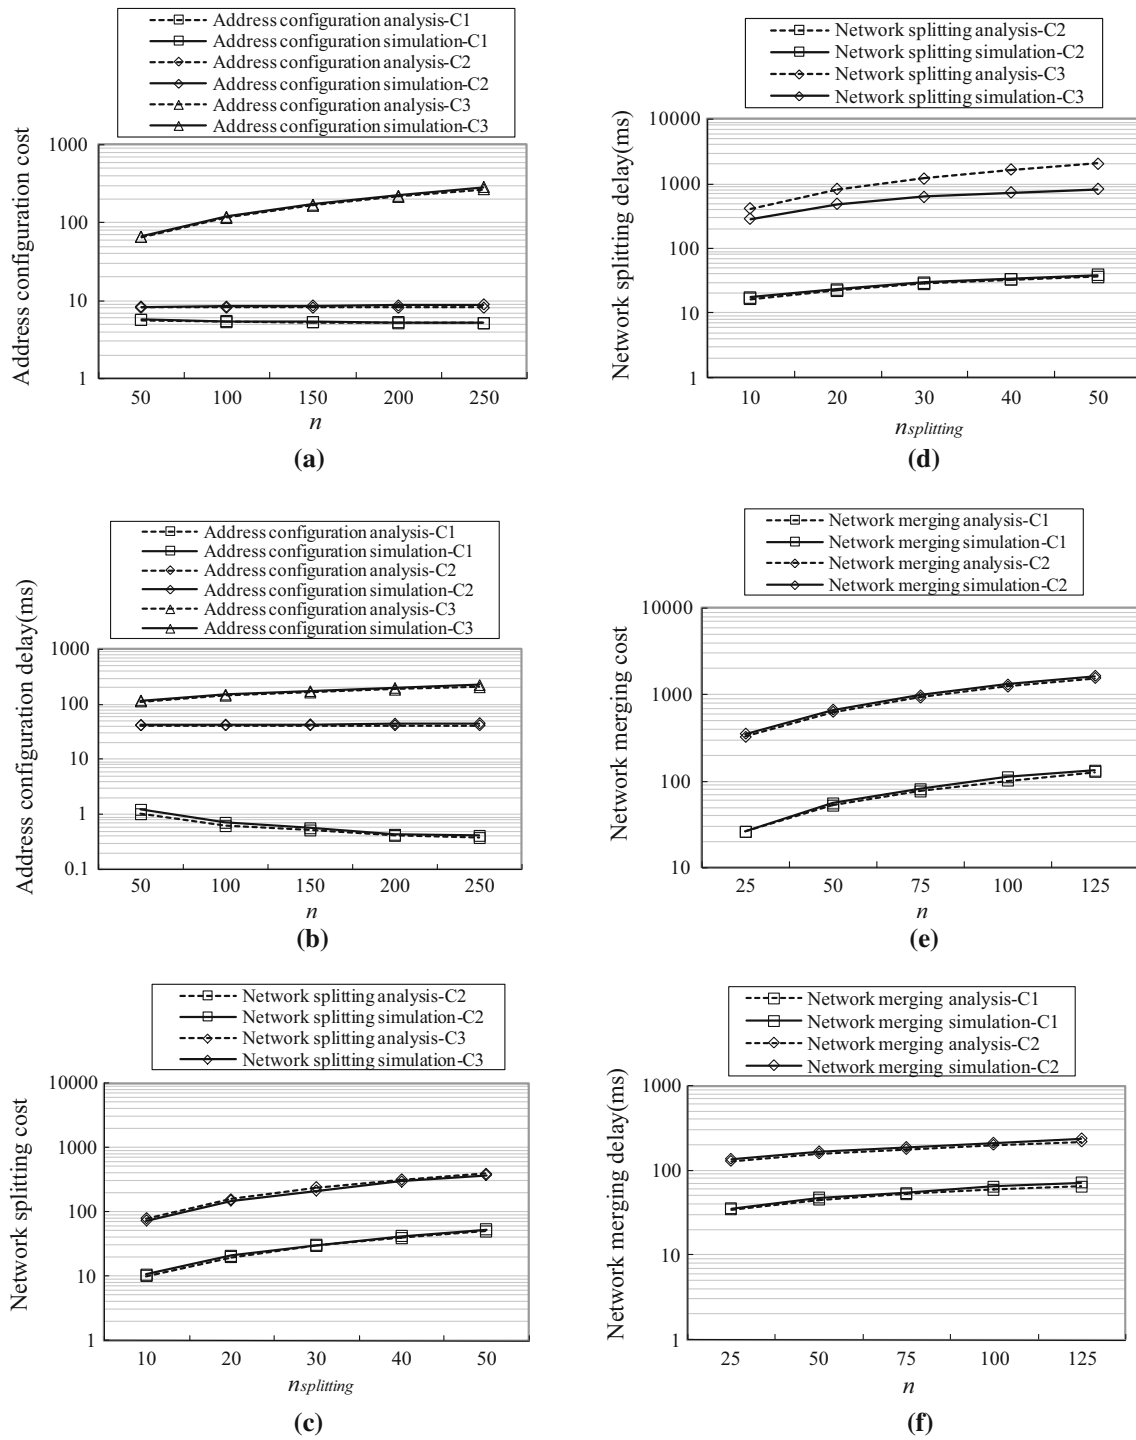 Address configuration analysis-C1
Address configuration simulation-C1
Address configuration analysis-C2
Address configuration simulation-C2
Address configuration analysis-C3
Address configuration simulation-C3
Address configuration cost
1000
100
10
1
50 100 150 200 250
n
(a)
Network splitting analysis-C2
Network splitting simulation-C2
Network splitting analysis-C3
Network splitting simulation-C3
Network splitting delay(ms)
10000
1000
100
10
1
10 20 30 40 50
nsplitting
(d)
Address configuration analysis-C1
Address configuration simulation-C1
Address configuration analysis-C2
Address configuration simulation-C2
Address configuration analysis-C3
Address configuration simulation-C3
Address configuration delay(ms)
1000
100
10
1
0.1
50 100 150 200 250
n
(b)
Network merging analysis-C1
Network merging simulation-C1
Network merging analysis-C2
Network merging simulation-C2
Network merging cost
10000
1000
100
10
25 50 75 100 125
n
(e)
Network splitting analysis-C2
Network splitting simulation-C2
Network splitting analysis-C3
Network splitting simulation-C3
Network splitting cost
10000
1000
100
10
1
10 20 30 40 50
nsplitting
(c)
Network merging analysis-C1
Network merging simulation-C1
Network merging analysis-C2
Network merging simulation-C2
Network merging delay(ms)
1000
100
10
1
25 50 75 100 125
n
(f)